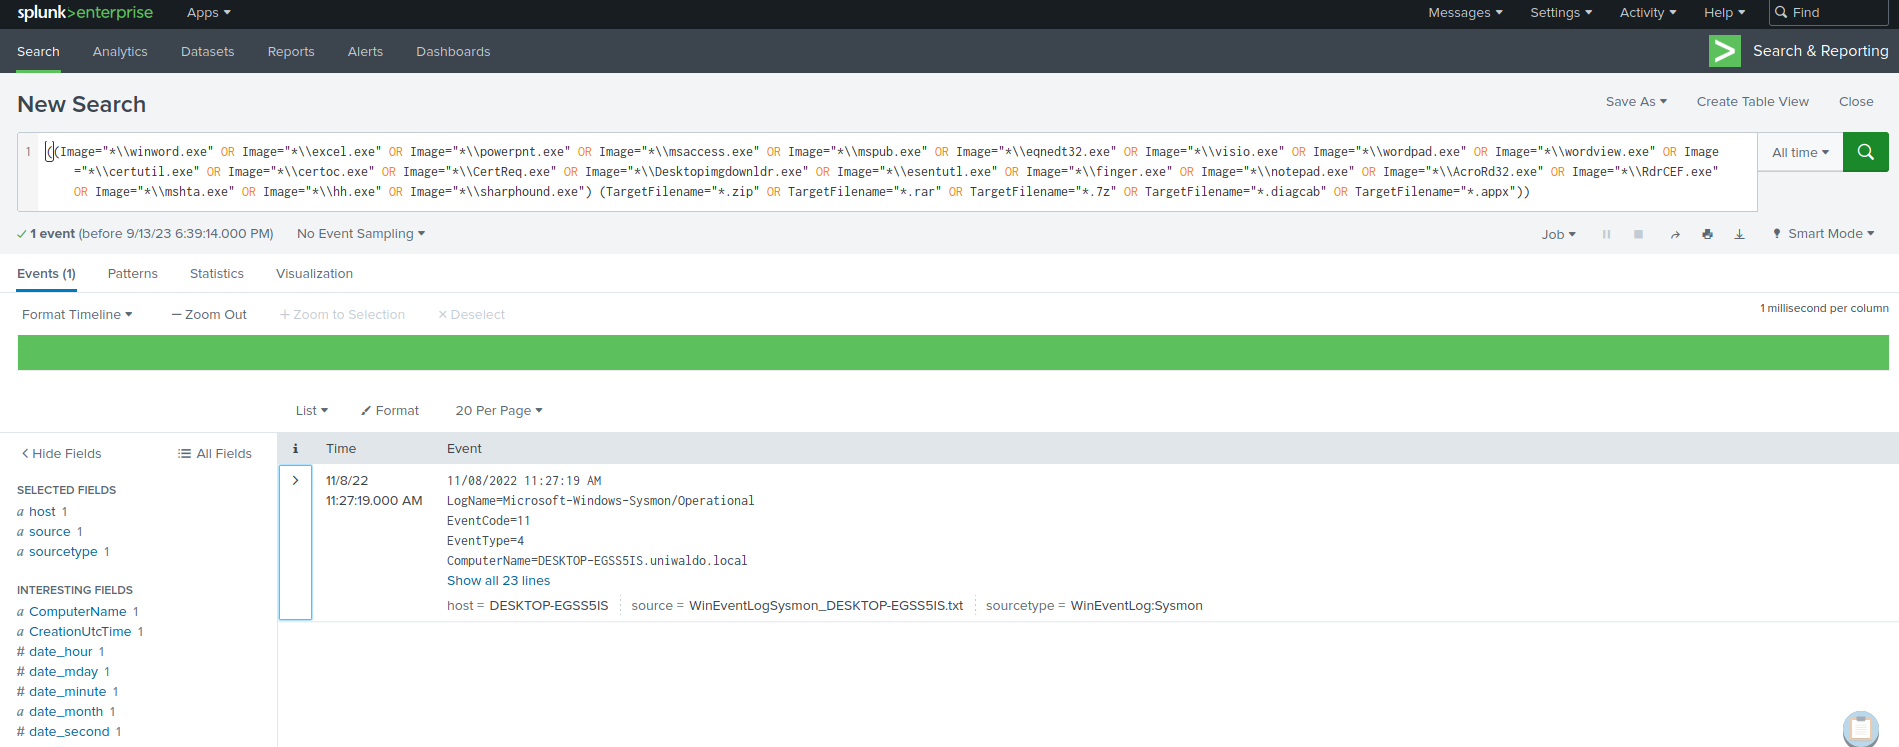 splunk>enterprise Apps Messages Settings Activity Help Find
Search Analytics Datasets Reports Alerts Dashboards Search & Reporting
New Search Save As Create Table View Close
1 ((Image="*\\winword.exe" OR Image="*\\excel.exe" OR Image="*\\powerpnt.exe" OR Image="*\\msaccess.exe" OR Image="*\\mspub.exe" OR Image="*\\eqnedt32.exe" OR Image="*\\visio.exe" OR Image="*\\wordpad.exe" OR Image="*\\wordview.exe" OR Image
="*\\certutil.exe" OR Image="*\\certoc.exe" OR Image="*\\CertReq.exe" OR Image="*\\Desktopimgdownldr.exe" OR Image="*\\esentutl.exe" OR Image="*\\finger.exe" OR Image="*\\notepad.exe" OR Image="*\\AcroRd32.exe" OR Image="*\\RdrCEF.exe"
OR Image="*\\mshta.exe" OR Image="*\\hh.exe" OR Image="*\\sharphound.exe") (TargetFilename="*.zip" OR TargetFilename="*.rar" OR TargetFilename="*.7z" OR TargetFilename="*.diagcab" OR TargetFilename="*.appx"))
All time
1 event (before 9/13/23 6:39:14.000 PM) No Event Sampling Job Smart Mode
Events (1) Patterns Statistics Visualization
Format Timeline Zoom Out + Zoom to Selection × Deselect 1 millisecond per column
List Format 20 Per Page
Hide Fields All Fields
SELECTED FIELDS
a host 1
a source 1
a sourcetype 1
INTERESTING FIELDS
a ComputerName 1
a CreationUtcTime 1
# date_hour 1
# date_mday 1
# date_minute 1
a date_month 1
# date_second 1
i Time Event
11/8/22
11:27:19.000 AM
11/08/2022 11:27:19 AM
LogName=Microsoft-Windows-Sysmon/Operational
EventCode=11
EventType=4
ComputerName=DESKTOP-EGSS5IS.uniwaldo.local
Show all 23 lines
host = DESKTOP-EGSS5IS source = WinEventLogSysmon_DESKTOP-EGSS5IS.txt sourcetype = WinEventLog:Sysmon